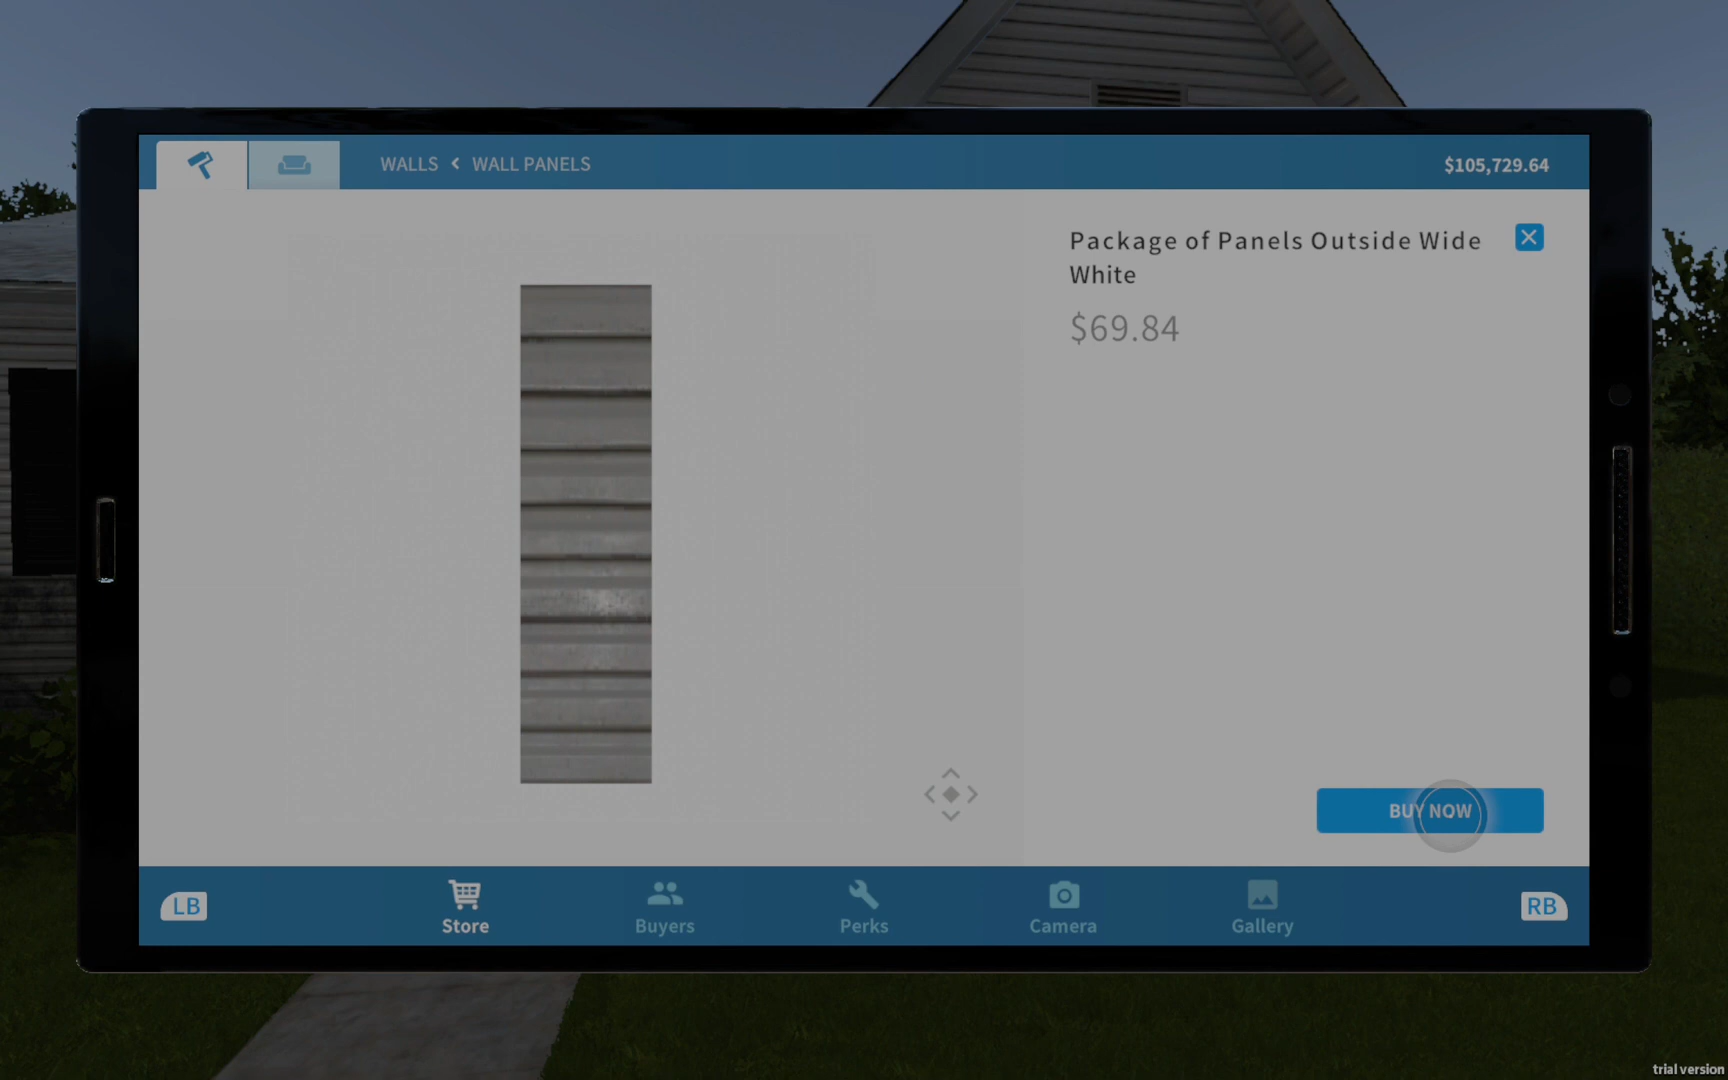 WALLS < WALL PANELS
$105,729.64
Package of Panels Outside Wide
White
$69.84
BUY NOW
LB
Store
Buyers
Perks
Camera
Gallery
RB
trial version